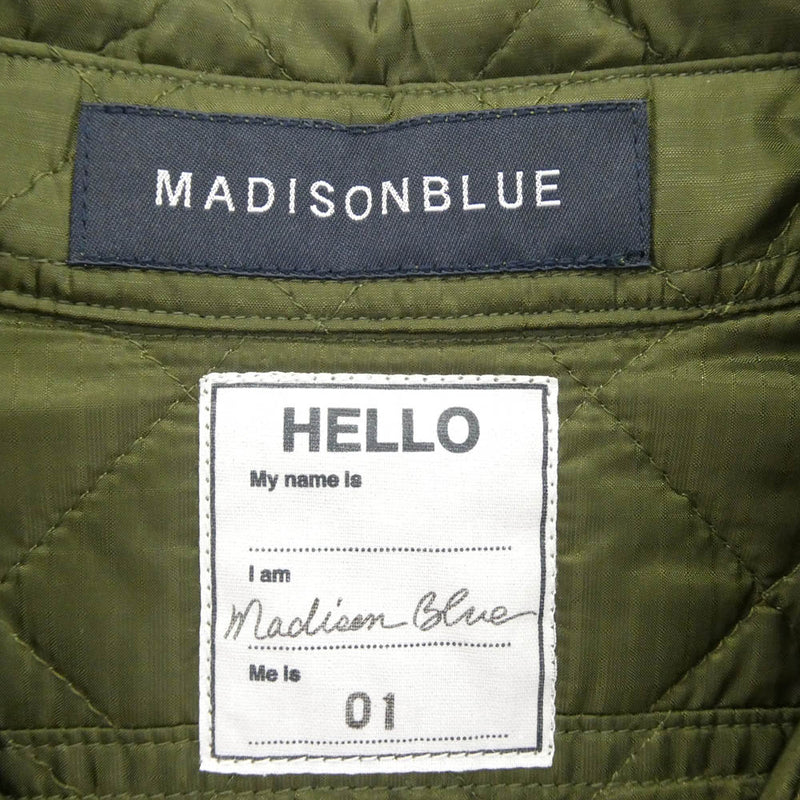 MADISONBLUE
HELLO
My name is
I am
Madison Blue
Me is
01